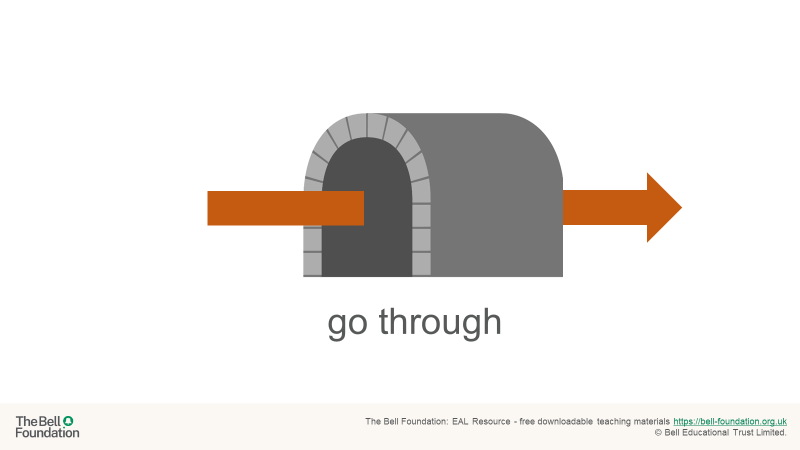 go through
The Bell Foundation: EAL Resource - free downloadable teaching materials https://bell-foundation.org.uk
© Bell Educational Trust Limited.
The Bell
Foundation